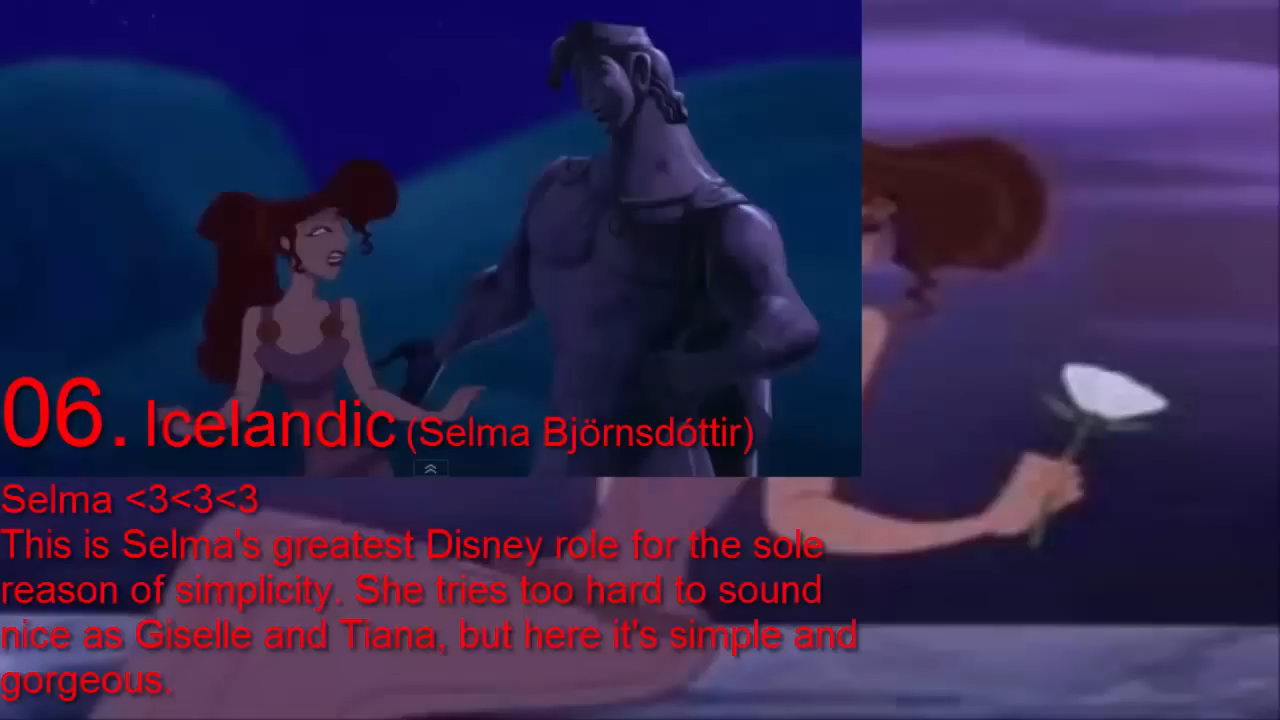 06. Icelandic (Selma Björnsdóttir)
Selma <3<3<3
This is Selma's greatest Disney role for the sole
reason of simplicity. She tries too hard to sound
nice as Giselle and Tiana, but here it's simple and
gorgeous.